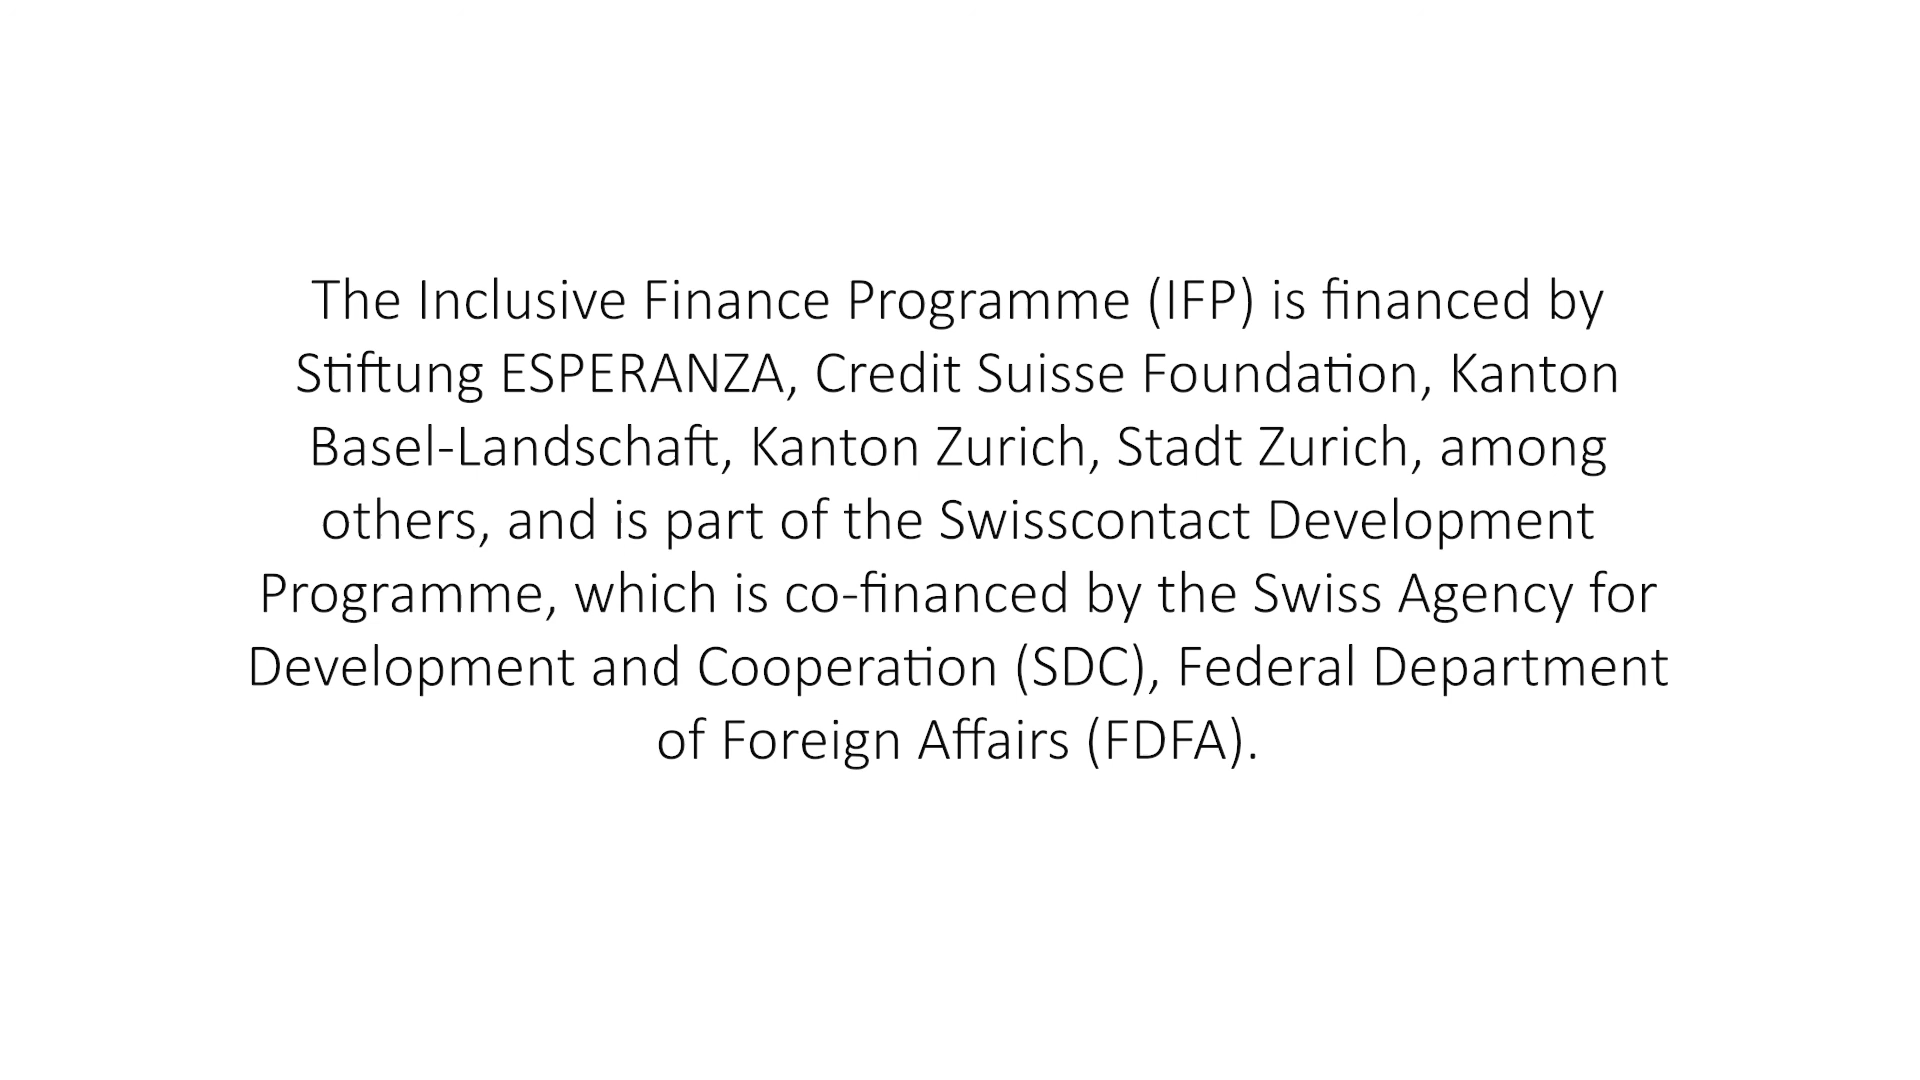 The Inclusive Finance Programme (IFP) is financed by
Stiftung ESPERANZA, Credit Suisse Foundation, Kanton
Basel-Landschaft, Kanton Zurich, Stadt Zurich, among
others, and is part of the Swisscontact Development
Programme, which is co-financed by the Swiss Agency for
Development and Cooperation (SDC), Federal Department
of Foreign Affairs (FDFA).